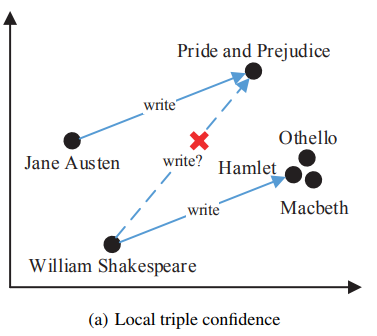 Pride and Prejudice
write
Jane Austen
write?
Othello
Hamlet
Macbeth
write
William Shakespeare
(a) Local triple confidence